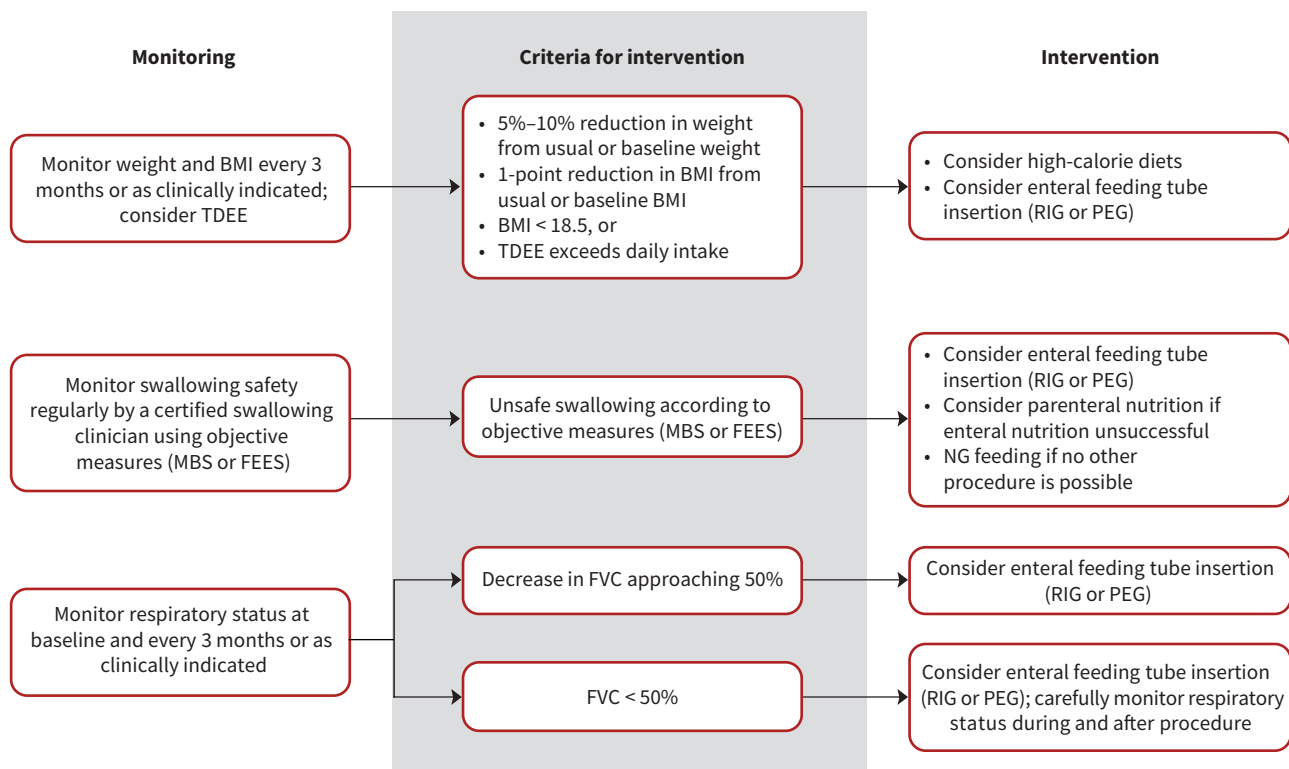 Monitoring
Criteria for intervention
Intervention
Monitor weight and BMI every 3
months or as clinically indicated;
consider TDEE
• 5%–10% reduction in weight
from usual or baseline weight
• 1-point reduction in BMI from
usual or baseline BMI
• BMI < 18.5, or
• TDEE exceeds daily intake
• Consider high-calorie diets
• Consider enteral feeding tube
insertion (RIG or PEG)
Monitor swallowing safety
regularly by a certified swallowing
clinician using objective
measures (MBS or FEES)
Unsafe swallowing according to
objective measures (MBS or FEES)
• Consider enteral feeding tube
insertion (RIG or PEG)
• Consider parenteral nutrition if
enteral nutrition unsuccessful
• NG feeding if no other
procedure is possible
Monitor respiratory status at
baseline and every 3 months or as
clinically indicated
Decrease in FVC approaching 50%
Consider enteral feeding tube insertion
(RIG or PEG)
FVC < 50%
Consider enteral feeding tube insertion
(RIG or PEG); carefully monitor respiratory
status during and after procedure